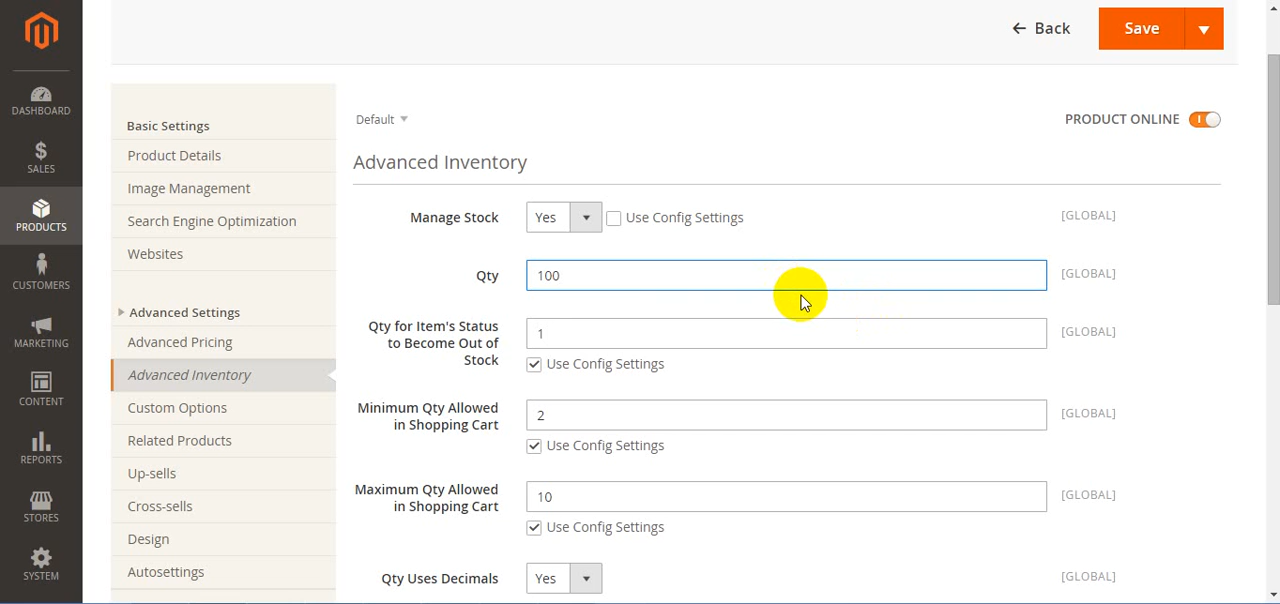 Back
Save
DASHBOARD
SALES
PRODUCTS
CUSTOMERS
MARKETING
CONTENT
REPORTS
STORES
SYSTEM
Basic Settings
Product Details
Image Management
Search Engine Optimization
Websites
Advanced Settings
Advanced Pricing
Advanced Inventory
Custom Options
Related Products
Up-sells
Cross-sells
Design
Autosettings
Default
PRODUCT ONLINE
Advanced Inventory
Manage Stock
Yes
Use Config Settings
[GLOBAL]
Qty
100
[GLOBAL]
Qty for Item's Status
to Become Out of
Stock
1
[GLOBAL]
Use Config Settings
Minimum Qty Allowed
in Shopping Cart
2
[GLOBAL]
Use Config Settings
Maximum Qty Allowed
in Shopping Cart
10
[GLOBAL]
Use Config Settings
Qty Uses Decimals
Yes
[GLOBAL]